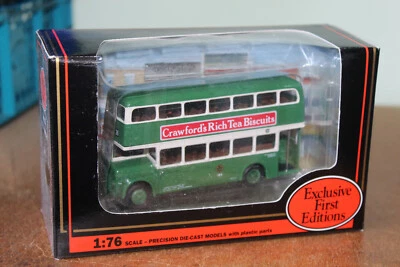 Crawford's Rich Tea Biscuits
Exclusive
First
Editions
1:76 SCALE - PRECISION DIE-CAST MODELS with plastic parts